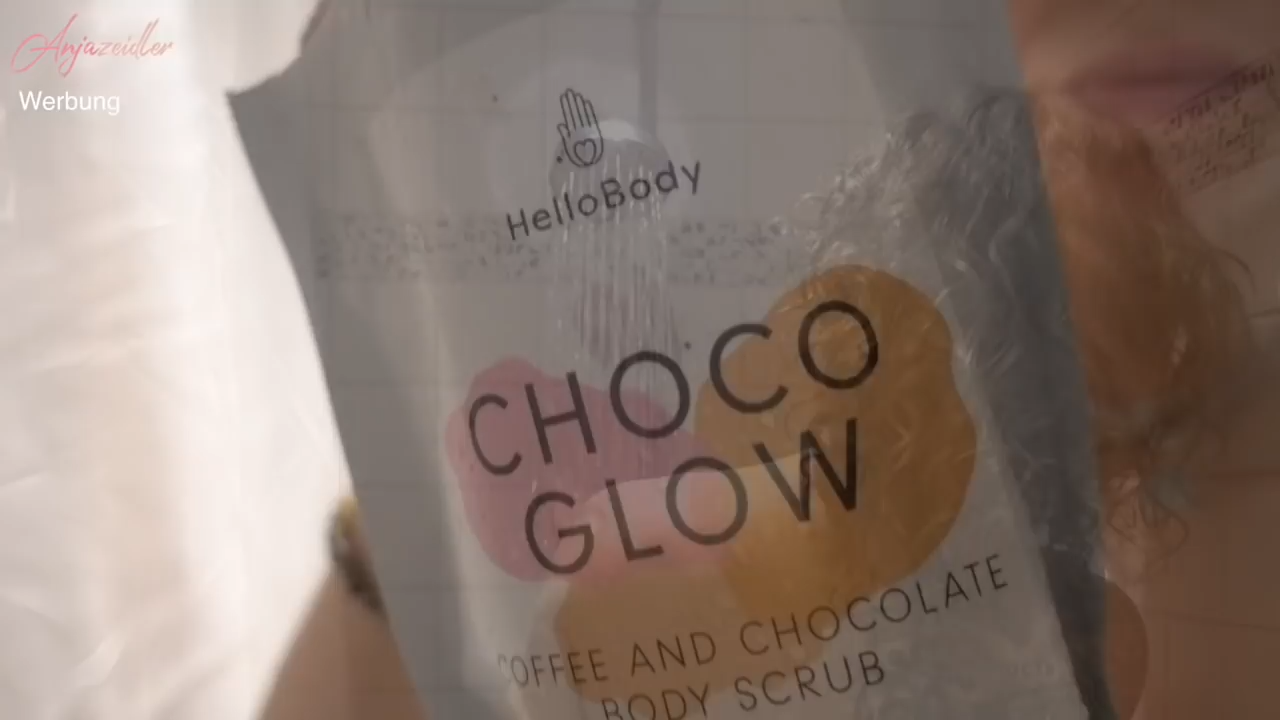 Anjazeidler
Werbung
HelloBody
CHOCO
GLOW
COFFEE AND CHOCOLATE
BODY SCRUB